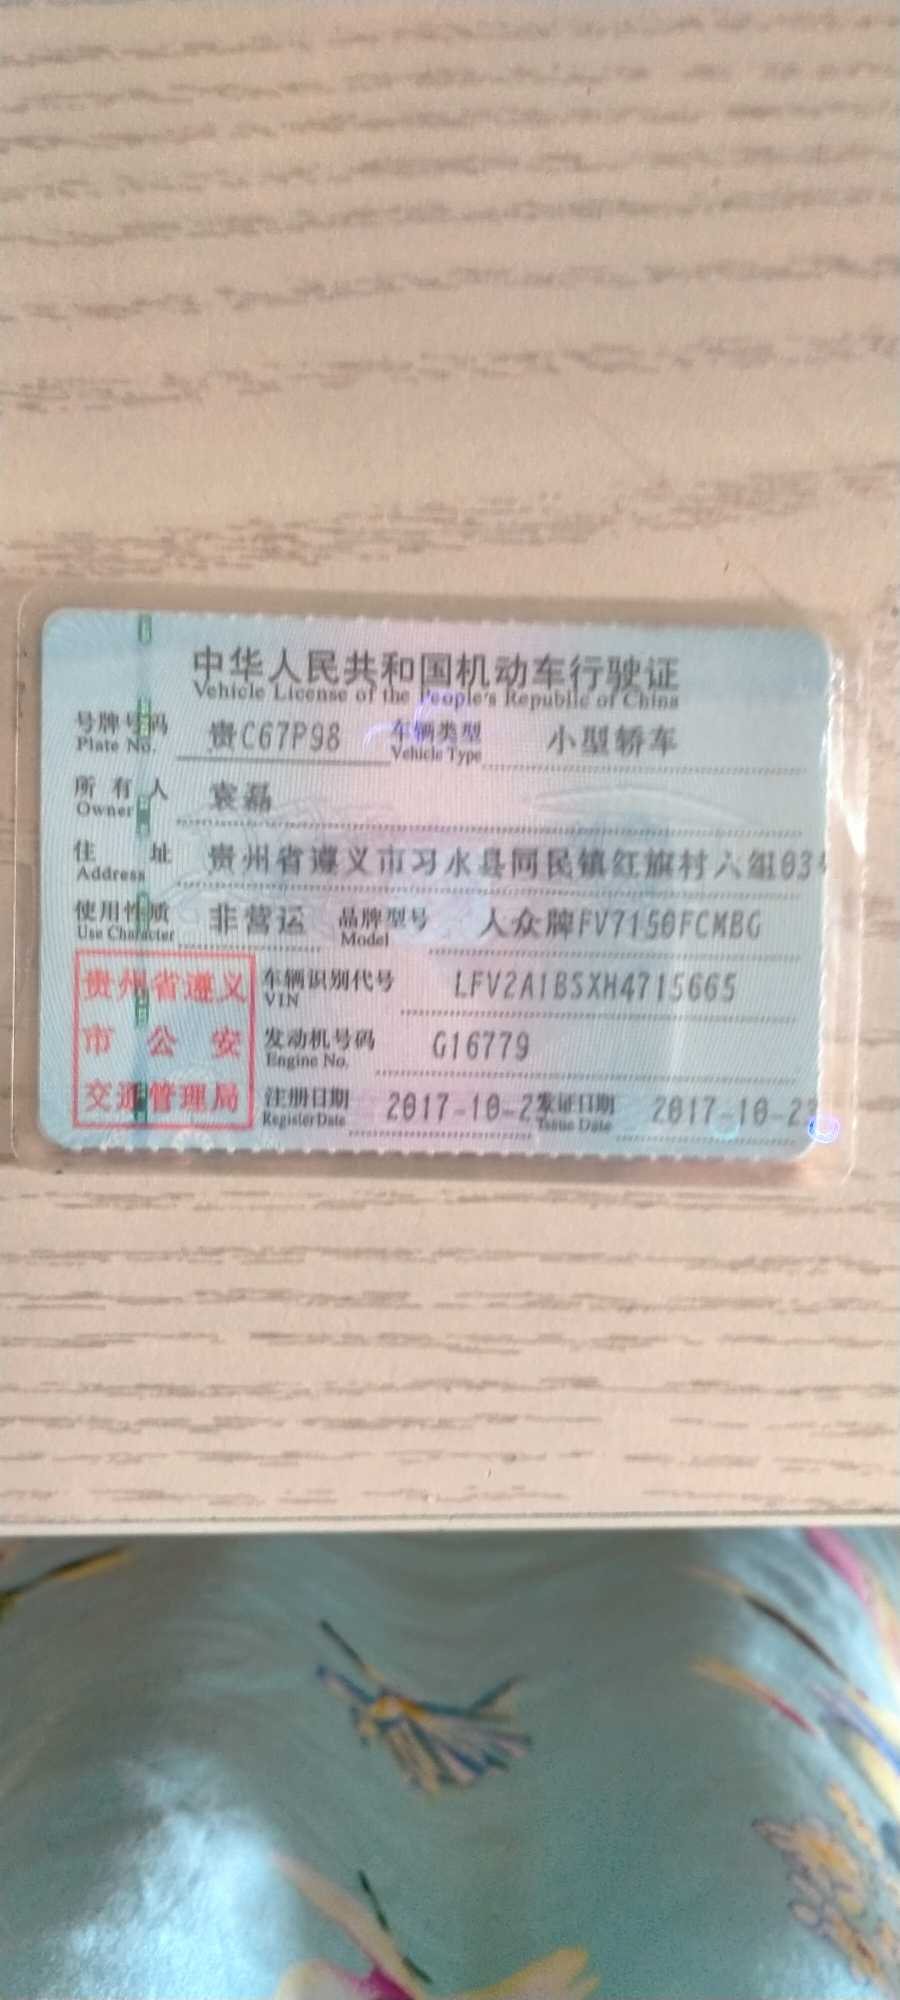 中华人民共和国机动车行驶证
Vehicle License of the People's Republic of China
号牌号码 贵C67P98 车辆类型 小型轿车
Plate No. Vehicle Type
所有人 袁磊
Owner
住址 贵州省遵义市习水县同民镇红旗村六组03
Address
使用性质 非营运 品牌型号 大众牌FV7150FCMBG
Use Character Model
贵州省遵义 车辆识别代号 LFV2A1BSXH4715665
VIN
市公安 发动机号码 G16779
Engine No.
交通管理局 注册日期 2017-10-2 发证日期 2017-10-23
Register Date Issue Date